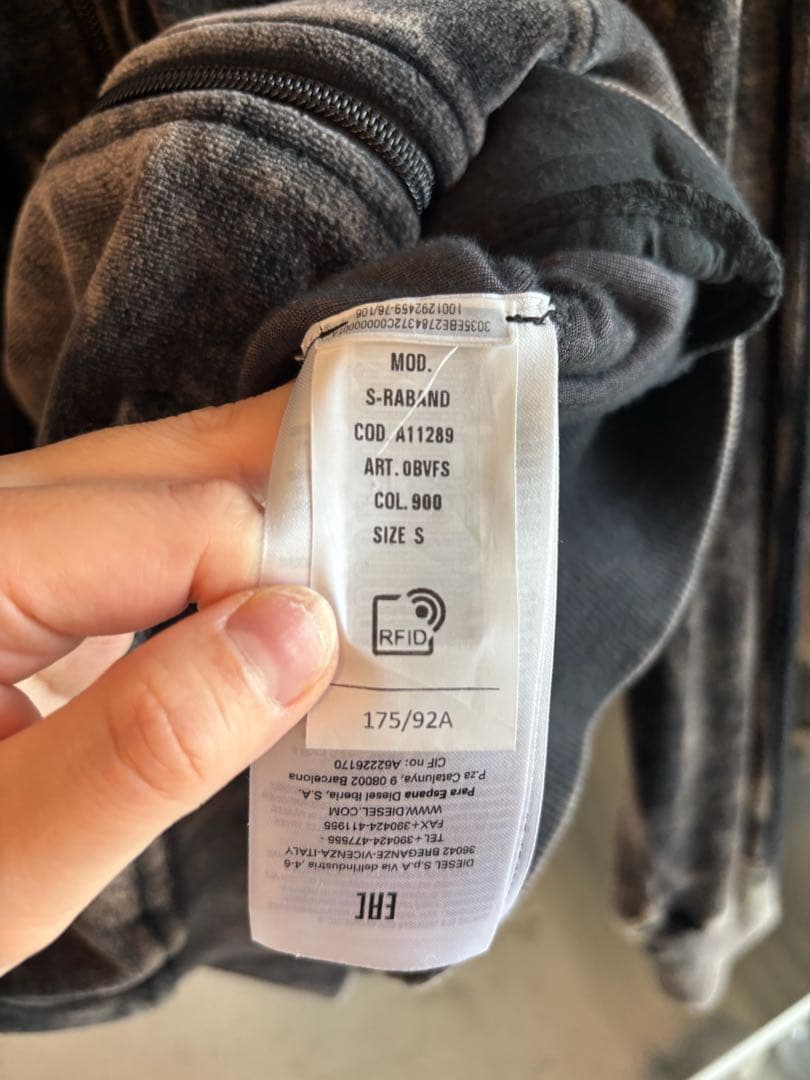 3035EBE2784372C0000000
1001292459-76/106
MOD.
S-RABAND
COD A11289
ART. 0BVFS
COL. 900
SIZE S
RFID
175/92A
EAC
DIESEL S.p.A Via dell'industria ,4-6
36042 BREGANZE-VICENZA-ITALY
TEL +390424-477555 -
FAX +390424-411955
WWW.DIESEL.COM
Para Espana Diesel Iberia, S.A.
P.za Catalunya, 9 08002 Barcelona
CIF no: A62226170